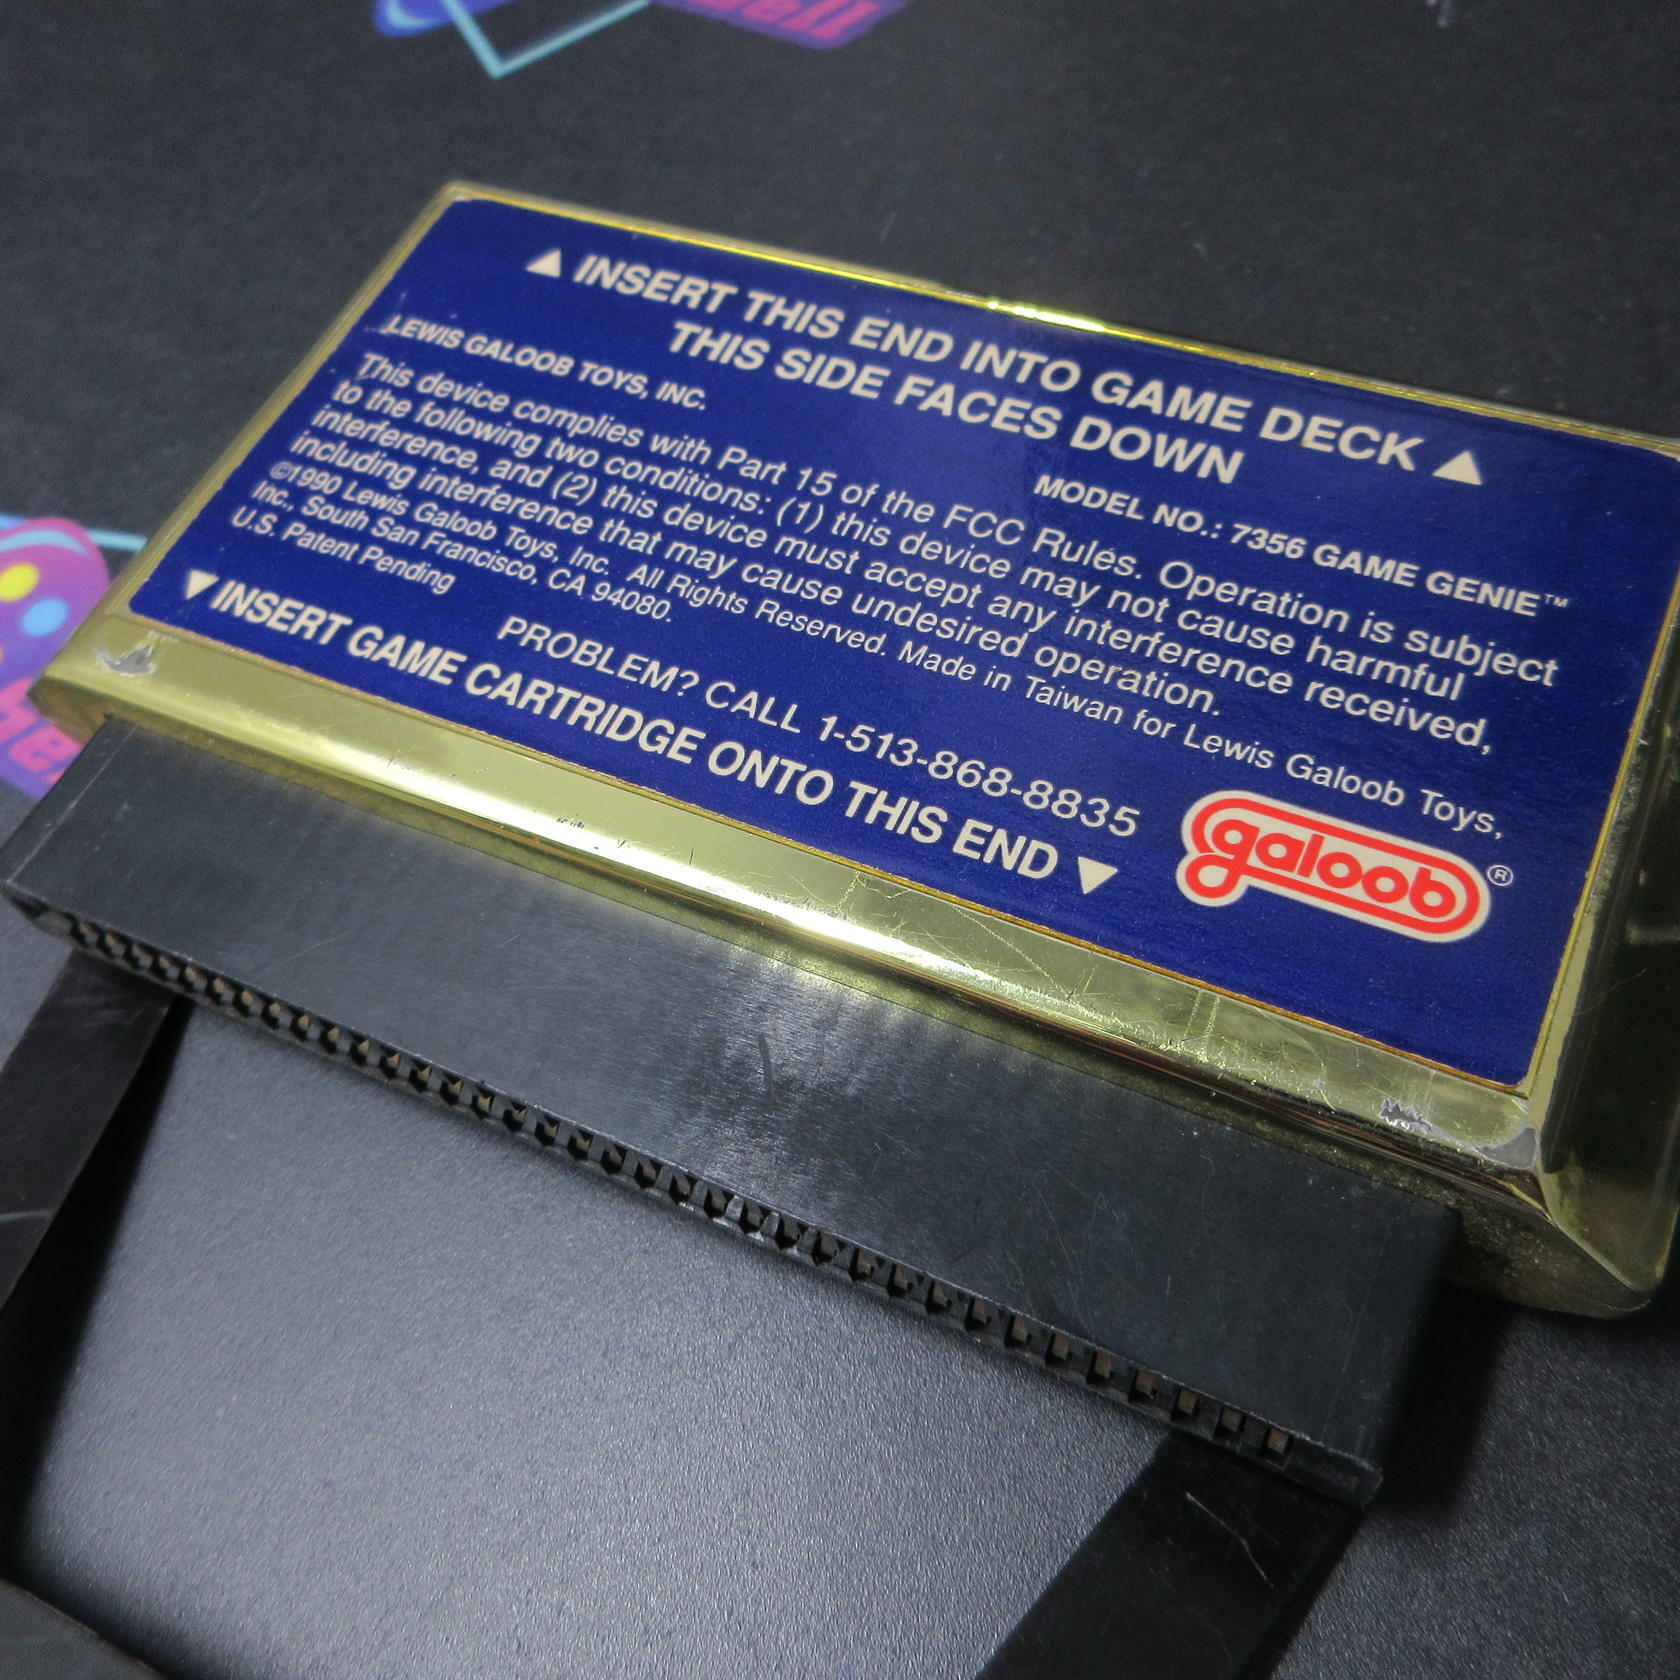 ▲ INSERT THIS END INTO GAME DECK ▲
THIS SIDE FACES DOWN
LEWIS GALOOB TOYS, INC.
MODEL NO.: 7356 GAME GENIE™
This device complies with Part 15 of the FCC Rules. Operation is subject
to the following two conditions: (1) this device may not cause harmful
interference, and (2) this device must accept any interference received,
including interference that may cause undesired operation.
©1990 Lewis Galoob Toys, Inc. All Rights Reserved. Made in Taiwan for Lewis Galoob Toys,
Inc., South San Francisco, CA 94080.
U.S. Patent Pending
PROBLEM? CALL 1-513-868-8835
▼ INSERT GAME CARTRIDGE ONTO THIS END ▼
galoob®